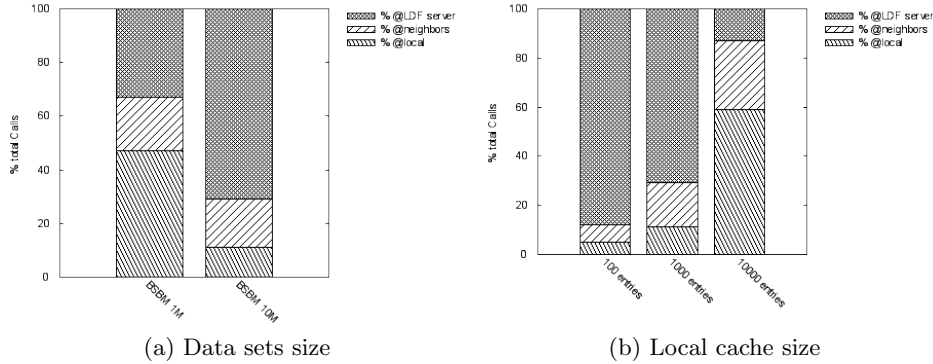 % @LDF server
% @neighbors
% @local
% total Calls
100
80
60
40
20
0
BSBM 1M
BSBM 10M
(a) Data sets size
% @LDF server
% @neighbors
% @local
% total Calls
100
80
60
40
20
0
100 entries
1000 entries
10000 entries
(b) Local cache size